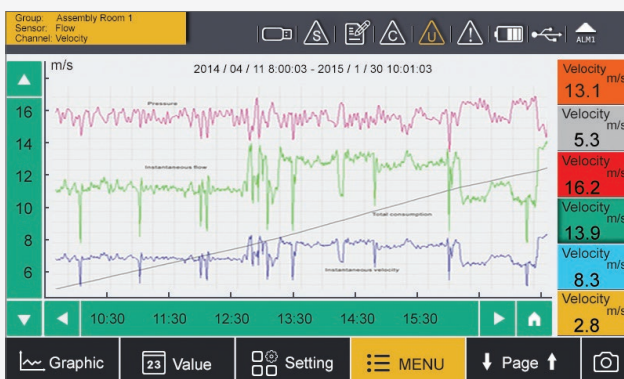 Group: Assembly Room 1
Sensor: Flow
Channel: Velocity
S
C
U
!
ALM1
m/s
2014 / 04 / 11 8:00:03 - 2015 / 1 / 30 10:01:03
Pressure
Instantaneous flow
Total consumption
Instantaneous velocity
16
14
12
10
8
6
10:30 11:30 12:30 13:30 14:30 15:30
Velocity m/s
13.1
Velocity m/s
5.3
Velocity m/s
16.2
Velocity m/s
13.9
Velocity m/s
8.3
Velocity m/s
2.8
Graphic
23 Value
Setting
MENU
Page